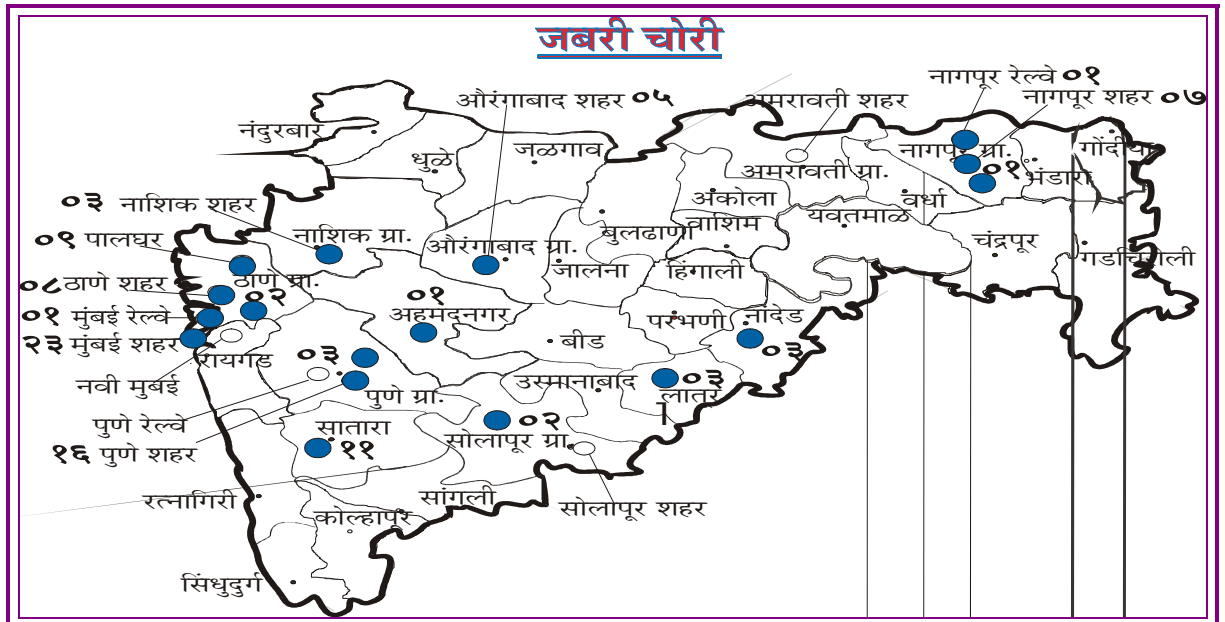 जबरी चोरी
नागपूर रेल्वे ०१
औरंगाबाद शहर ०५
अमरावती शहर
नागपूर शहर ०७
नंदुरबार
धुळे
जळगाव
नागपूर ग्रा.
०१
गोंदीया
भंडारा
अमरावती ग्रा.
अंकोला
वर्धा
०३ नाशिक शहर
यवतमाळ
वाशिम
बुलढाणा
नाशिक ग्रा.
०९ पालघर
औरंगाबाद ग्रा.
चंद्रपूर
गडचिरोली
जालना
हिंगाली
०८ ठाणे शहर
ठाणे ग्रा.
०२
०१
अहमदनगर
०१ मुंबई रेल्वे
परभणी
नांदेड
०३
२३ मुंबई शहर
बीड
रायगड
०३
नवी मुबई
उस्मानाबाद
०३
लातूर
पुणे ग्रा.
पुणे रेल्वे
०२
सातारा
सोलापूर ग्रा.
१६ पुणे शहर
११
रत्नागिरी
सांगली
सोलापूर शहर
कोल्हापूर
सिंधुदुर्ग